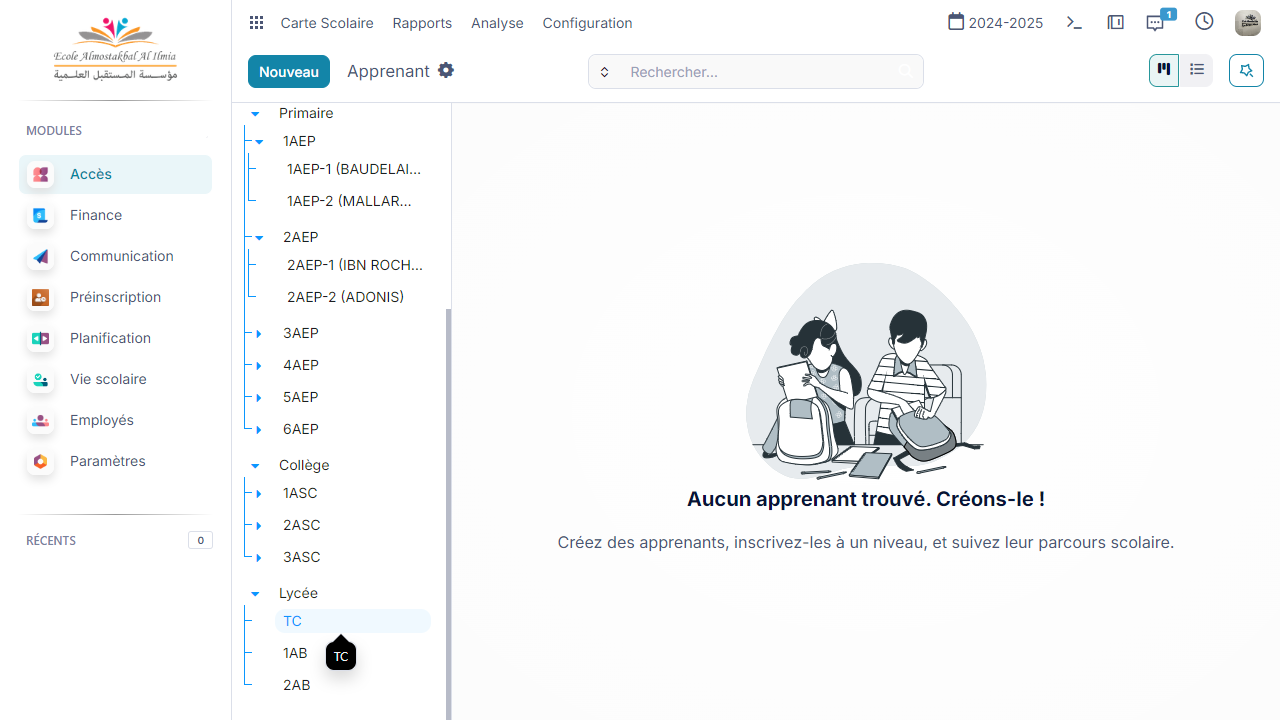 Ecole Almostakbal Al Ilmia
مؤسسة المستقبل العلمية
MODULES
Accès
Finance
Communication
Préinscription
Planification
Vie scolaire
Employés
Paramètres
RÉCENTS
0
Carte Scolaire
Rapports
Analyse
Configuration
2024-2025
1
Nouveau
Apprenant
Rechercher...
Primaire
1AEP
1AEP-1 (BAUDELAI...
1AEP-2 (MALLAR...
2AEP
2AEP-1 (IBN ROCH...
2AEP-2 (ADONIS)
3AEP
4AEP
5AEP
6AEP
Collège
1ASC
2ASC
3ASC
Lycée
TC
1AB
TC
2AB
Aucun apprenant trouvé. Créons-le !
Créez des apprenants, inscrivez-les à un niveau, et suivez leur parcours scolaire.